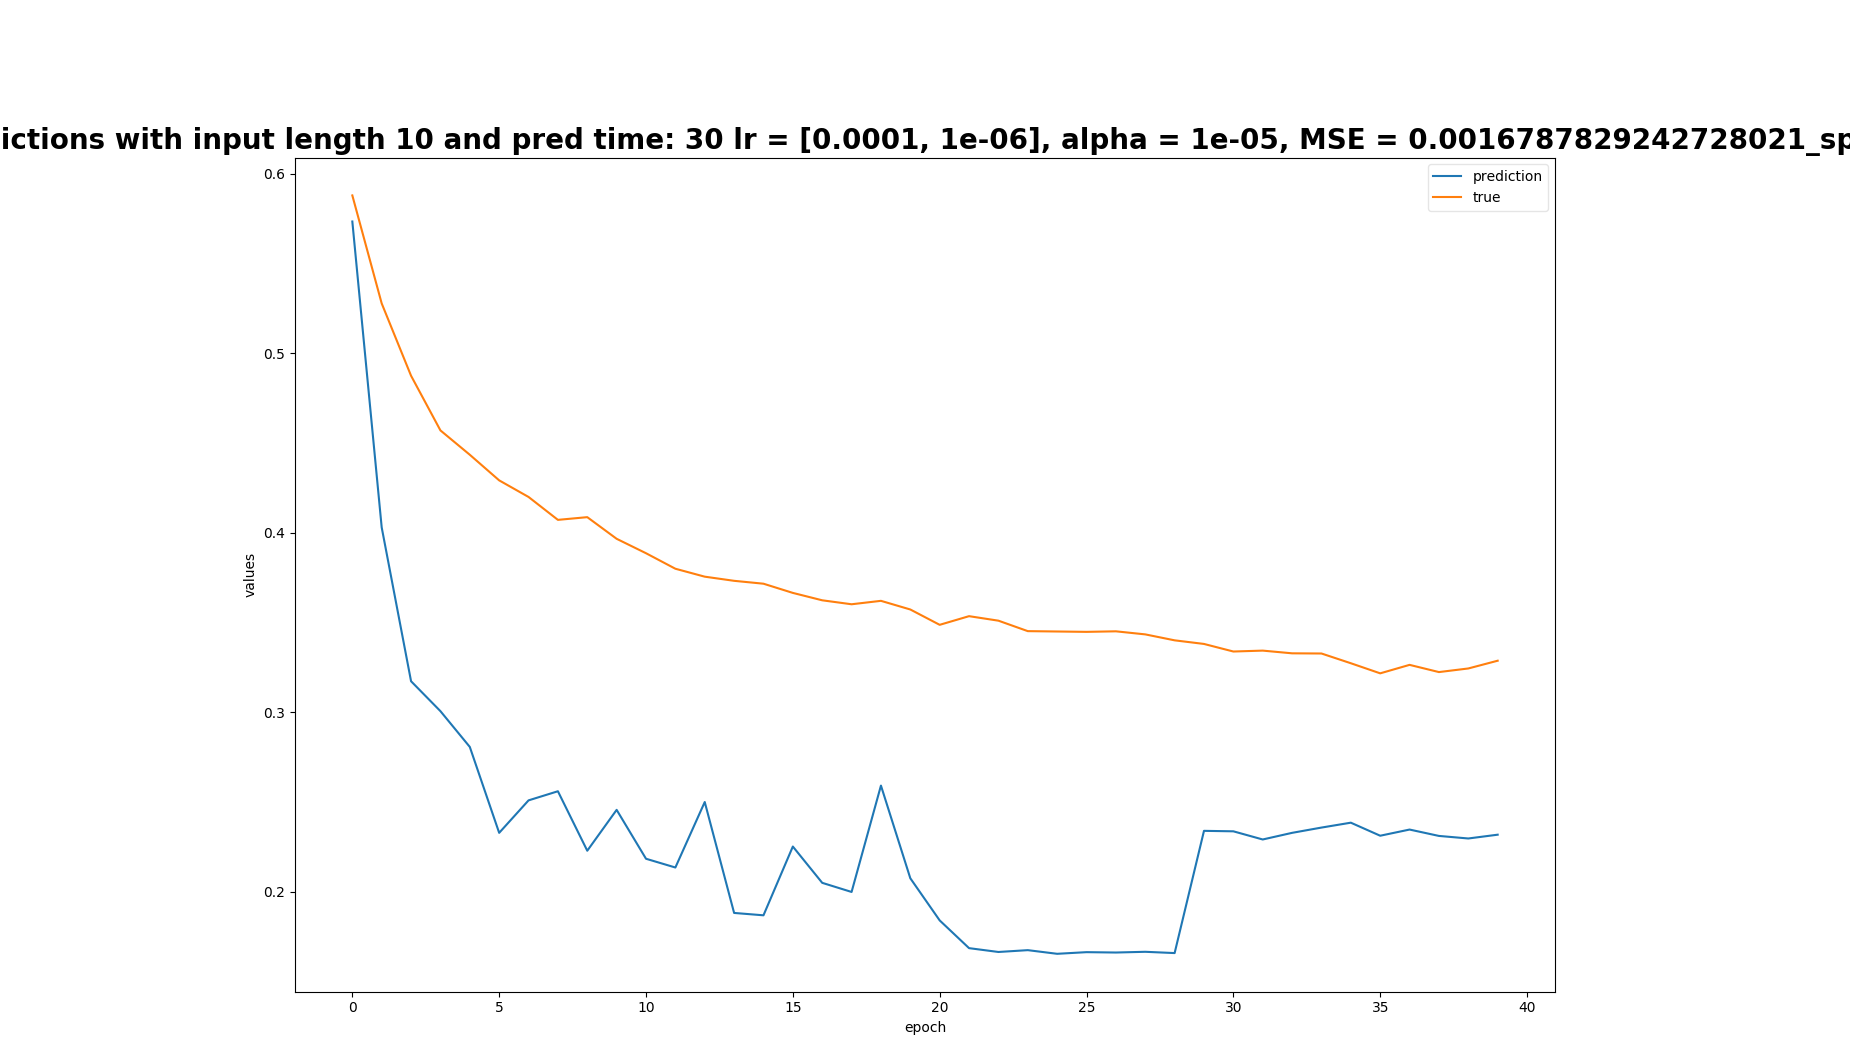 ictions with input length 10 and pred time: 30 lr = [0.0001, 1e-06], alpha = 1e-05, MSE = 0.0016787829242728021_sp
prediction
true
0.6
0.5
0.4
0.3
0.2
values
0 5 10 15 20 25 30 35 40
epoch